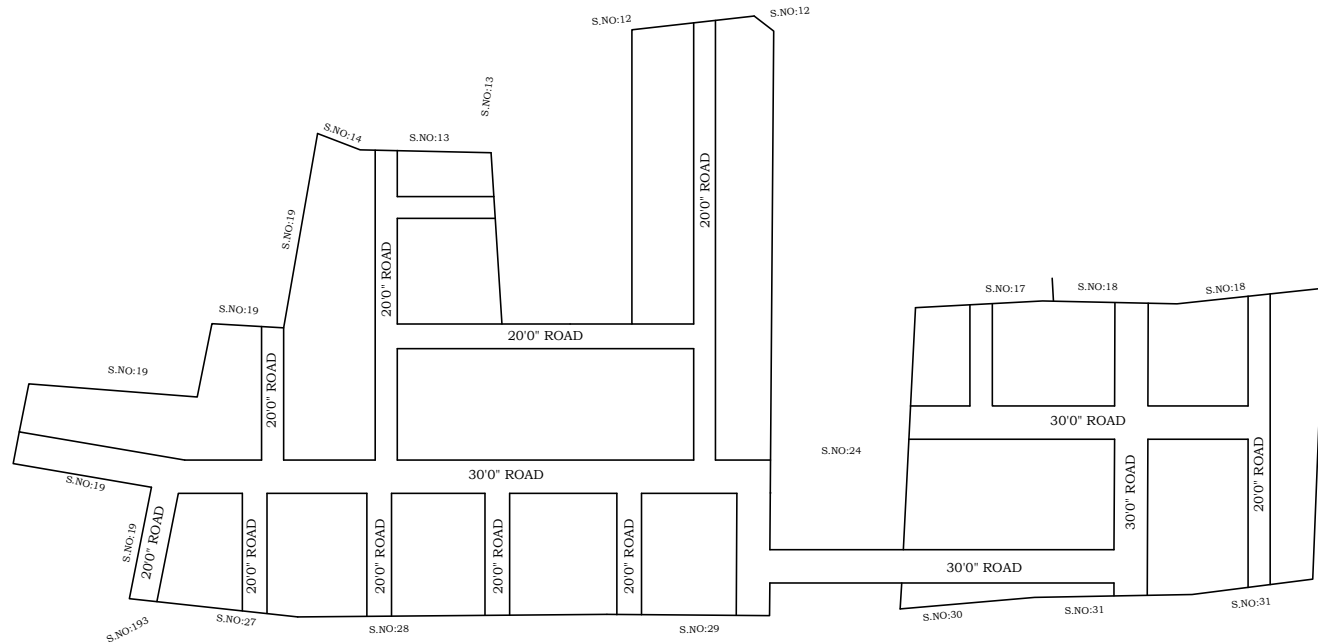 S.NO:12
S.NO:12
S.NO:13
S.NO:14
S.NO:13
20'0" ROAD
S.NO:19
20'0" ROAD
S.NO:17
S.NO:18
S.NO:18
S.NO:19
20'0" ROAD
S.NO:19
20'0" ROAD
30'0" ROAD
S.NO:24
30'0" ROAD
S.NO:19
30'0" ROAD
20'0" ROAD
S.NO:19
20'0" ROAD
20'0" ROAD
20'0" ROAD
20'0" ROAD
20'0" ROAD
30'0" ROAD
S.NO:193
S.NO:27
S.NO:28
S.NO:29
S.NO:30
S.NO:31
S.NO:31